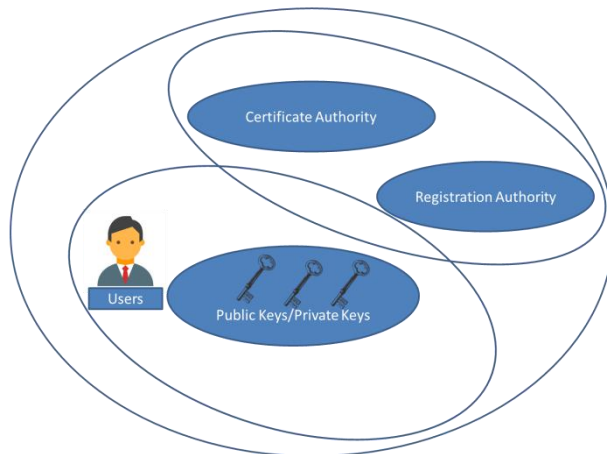 Certificate Authority
Registration Authority
Users
Public Keys/Private Keys